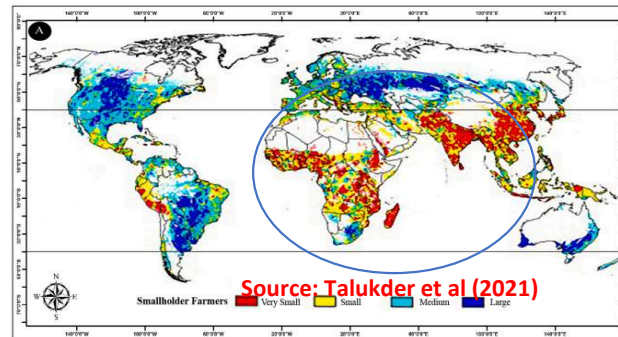 A
140°0'0"W 100°0'0"W 60°0'0"W 20°0'0"W 20°0'0"E 60°0'0"E 100°0'0"E 140°0'0"E
N
W E
S
Source: Talukder et al (2021)
Smallholder Farmers Very Small Small Medium Large
140°0'0"W 100°0'0"W 60°0'0"W 20°0'0"W 20°0'0"E 60°0'0"E 100°0'0"E 140°0'0"E